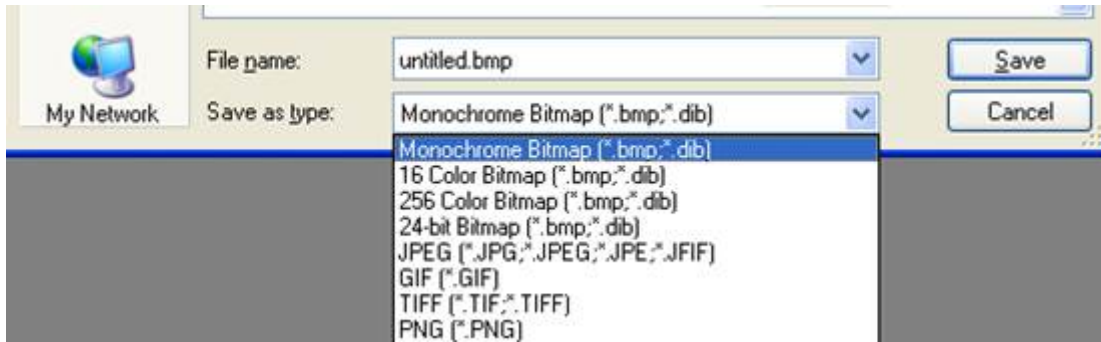 File name: untitled.bmp Save
My Network Save as type: Monochrome Bitmap (*.bmp;*.dib) Cancel
Monochrome Bitmap (*.bmp;*.dib)
16 Color Bitmap (*.bmp;*.dib)
256 Color Bitmap (*.bmp;*.dib)
24-bit Bitmap (*.bmp;*.dib)
JPEG (*.JPG;*.JPEG;*.JPE;*.JFIF)
GIF (*.GIF)
TIFF (*.TIF;*.TIFF)
PNG (*.PNG)